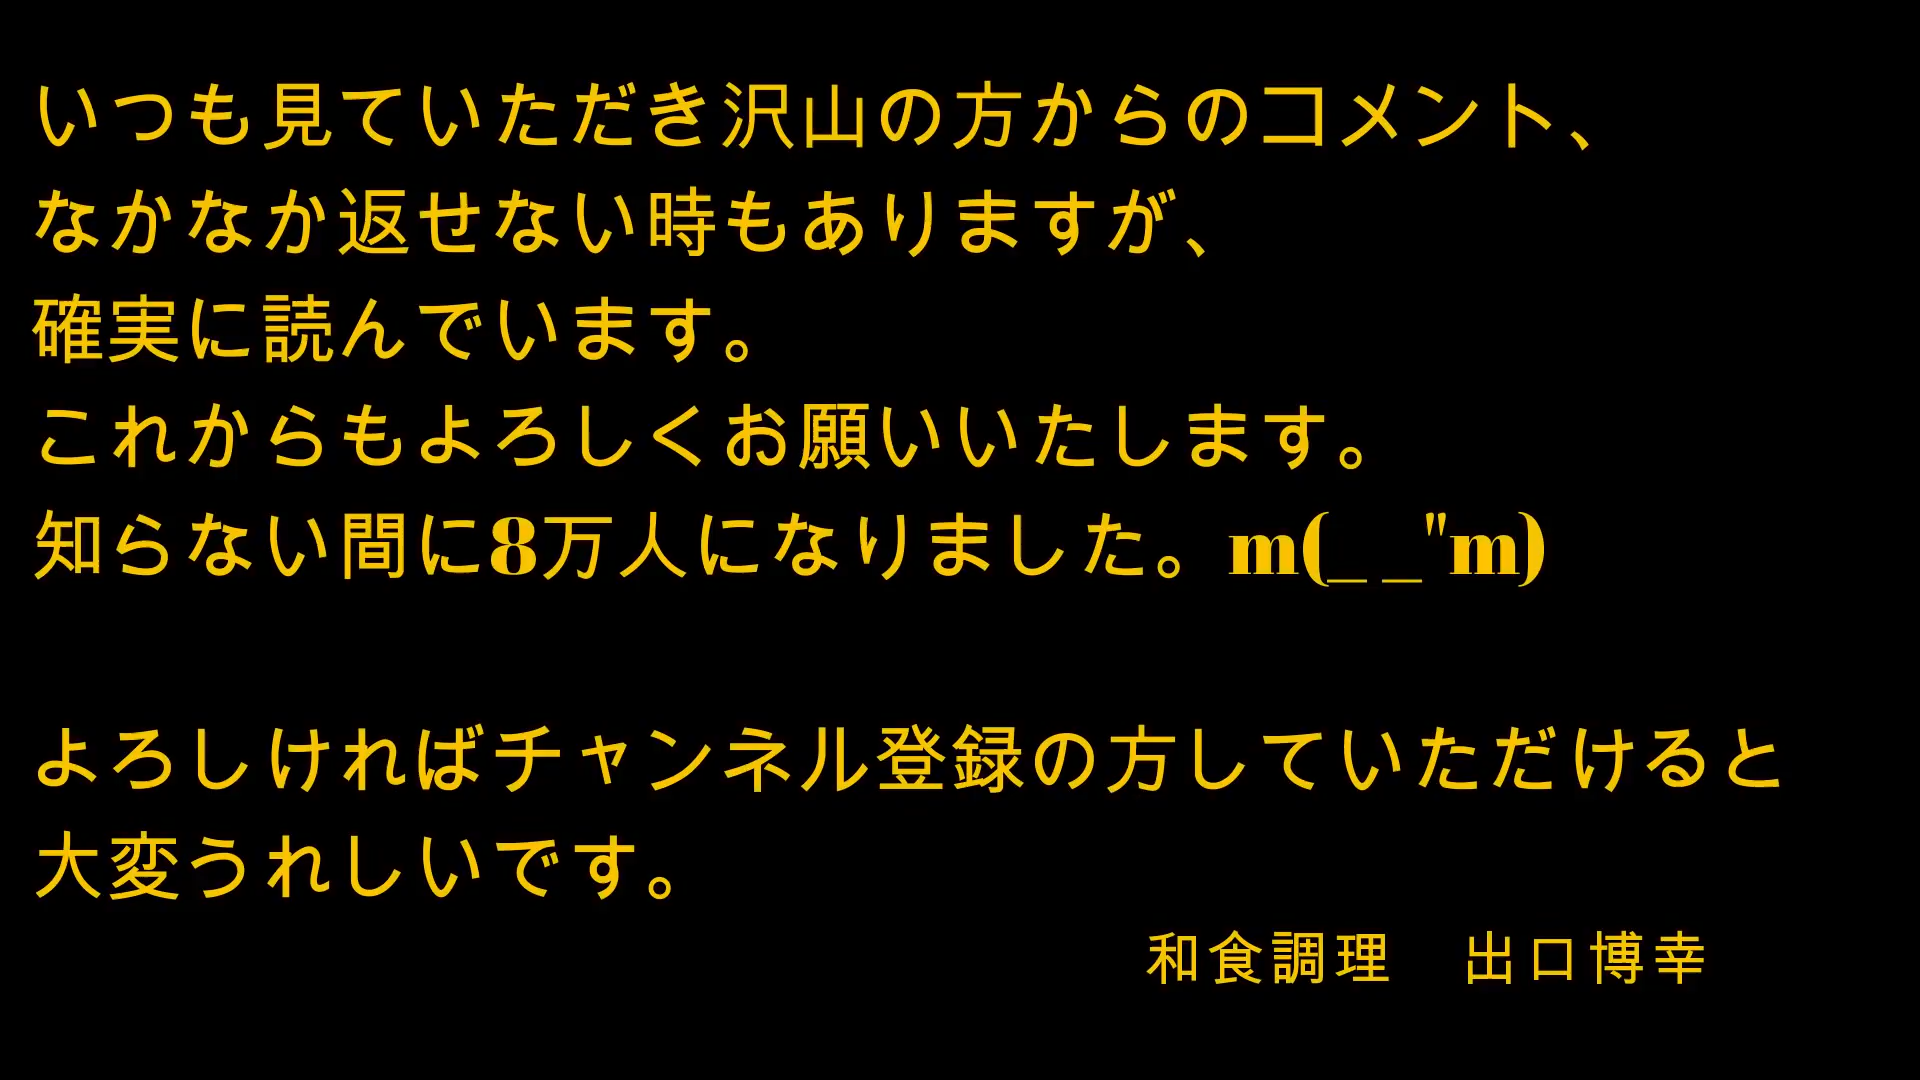 いつも見ていただき沢山の方からのコメント、
なかなか返せない時もありますが、
確実に読んでいます。
これからもよろしくお願いいたします。
知らない間に8万人になりました。m(_ _"m)
よろしければチャンネル登録の方していただけると
大変うれしいです。
和食調理　出口博幸